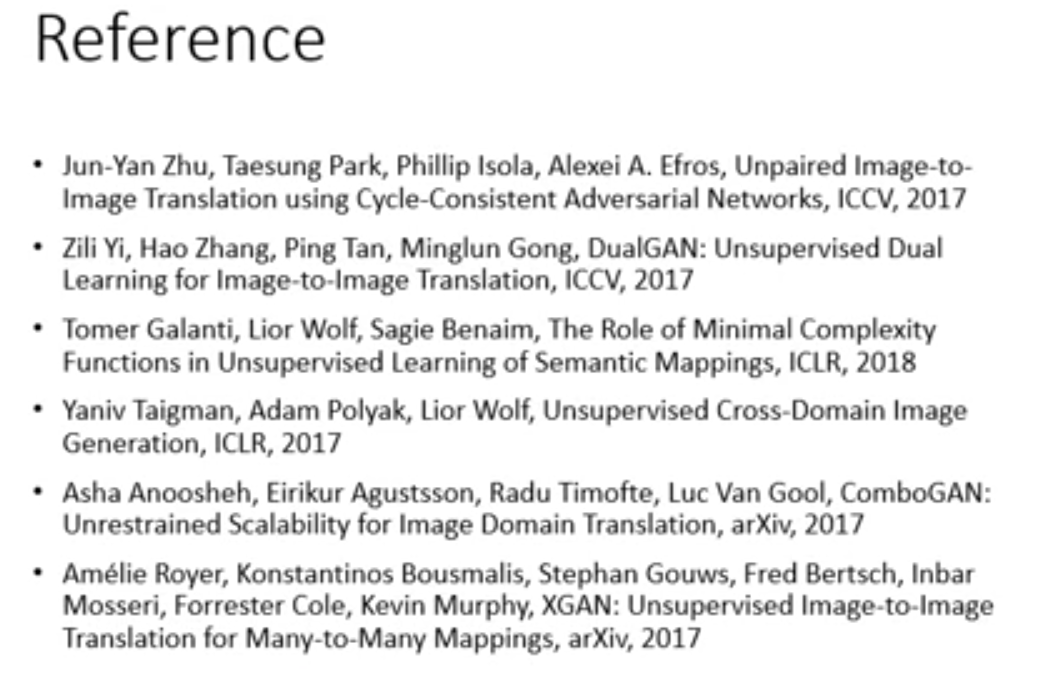 Reference
• Jun-Yan Zhu, Taesung Park, Phillip Isola, Alexei A. Efros, Unpaired Image-to-
Image Translation using Cycle-Consistent Adversarial Networks, ICCV, 2017
• Zili Yi, Hao Zhang, Ping Tan, Minglun Gong, DualGAN: Unsupervised Dual
Learning for Image-to-Image Translation, ICCV, 2017
• Tomer Galanti, Lior Wolf, Sagie Benaim, The Role of Minimal Complexity
Functions in Unsupervised Learning of Semantic Mappings, ICLR, 2018
• Yaniv Taigman, Adam Polyak, Lior Wolf, Unsupervised Cross-Domain Image
Generation, ICLR, 2017
• Asha Anoosheh, Eirikur Agustsson, Radu Timofte, Luc Van Gool, ComboGAN:
Unrestrained Scalability for Image Domain Translation, arXiv, 2017
• Amélie Royer, Konstantinos Bousmalis, Stephan Gouws, Fred Bertsch, Inbar
Mosseri, Forrester Cole, Kevin Murphy, XGAN: Unsupervised Image-to-Image
Translation for Many-to-Many Mappings, arXiv, 2017